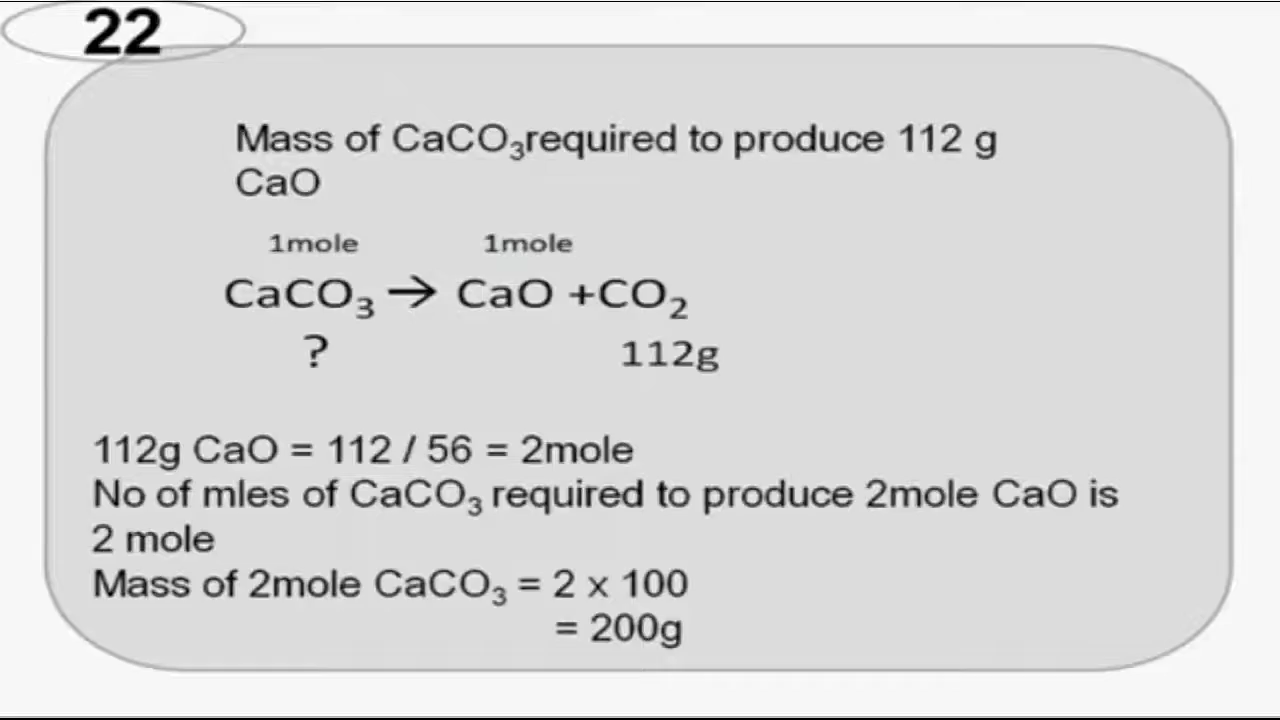 22
Mass of CaCO₃required to produce 112 g
CaO
1mole 1mole
CaCO₃ → CaO +CO₂
? 112g
112g CaO = 112 / 56 = 2mole
No of mles of CaCO₃ required to produce 2mole CaO is
2 mole
Mass of 2mole CaCO₃ = 2 x 100
= 200g